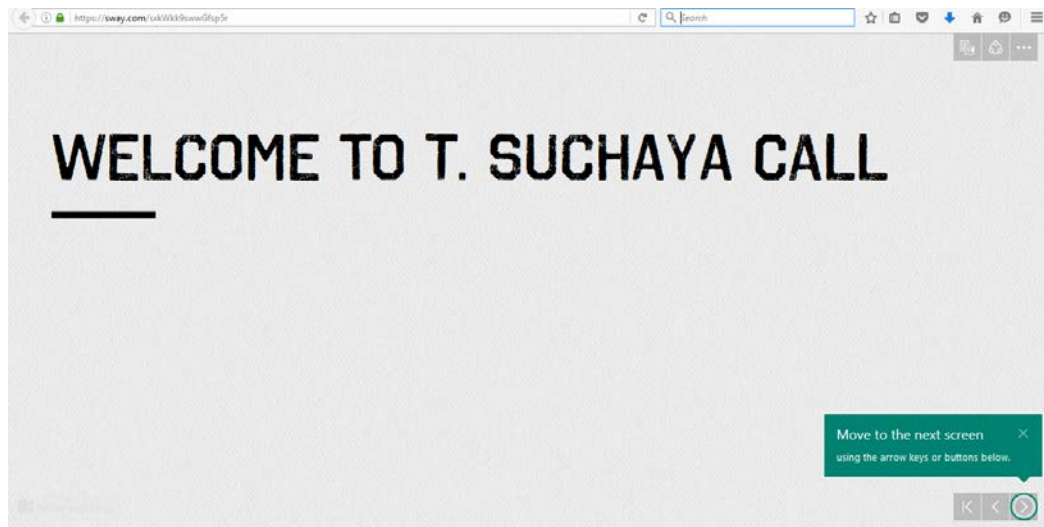 https://sway.com/sxkWkk9swwGfsp5r
Search
WELCOME TO T. SUCHAYA CALL
Move to the next screen
using the arrow keys or buttons below.